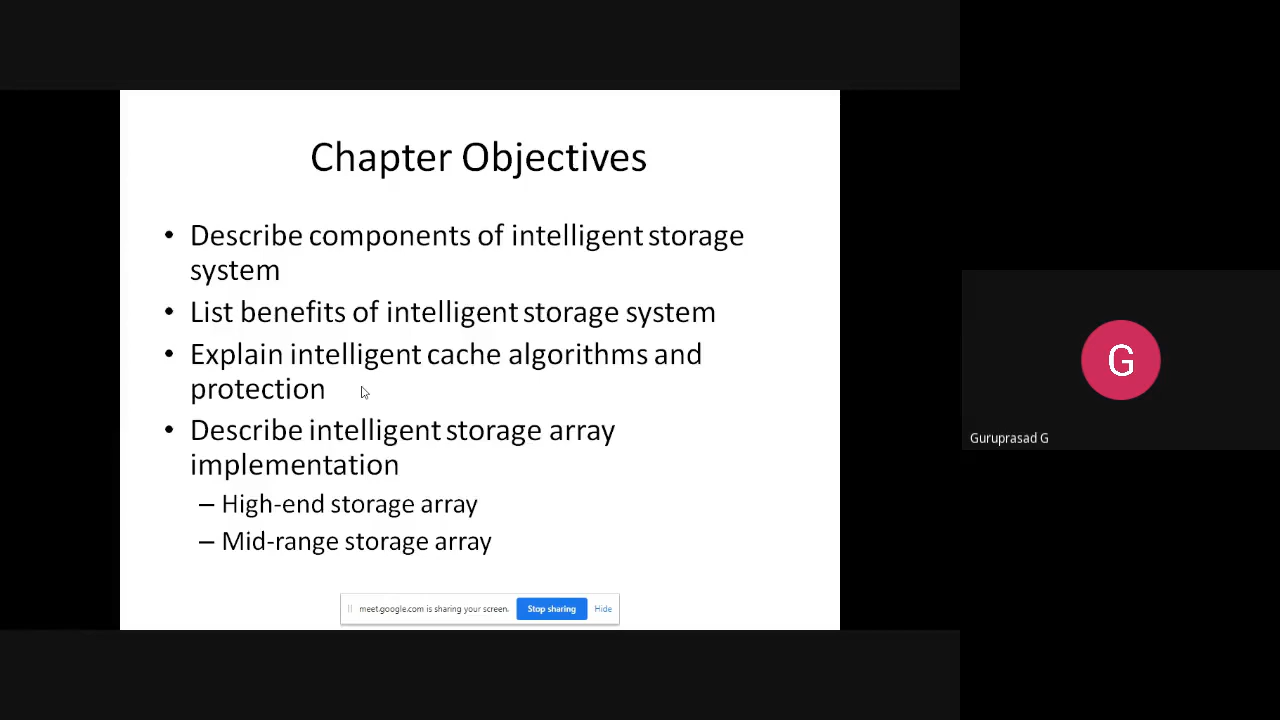 Chapter Objectives
• Describe components of intelligent storage
system
• List benefits of intelligent storage system
• Explain intelligent cache algorithms and
protection
• Describe intelligent storage array
implementation
– High-end storage array
– Mid-range storage array
meet.google.com is sharing your screen. Stop sharing Hide
G
Guruprasad G